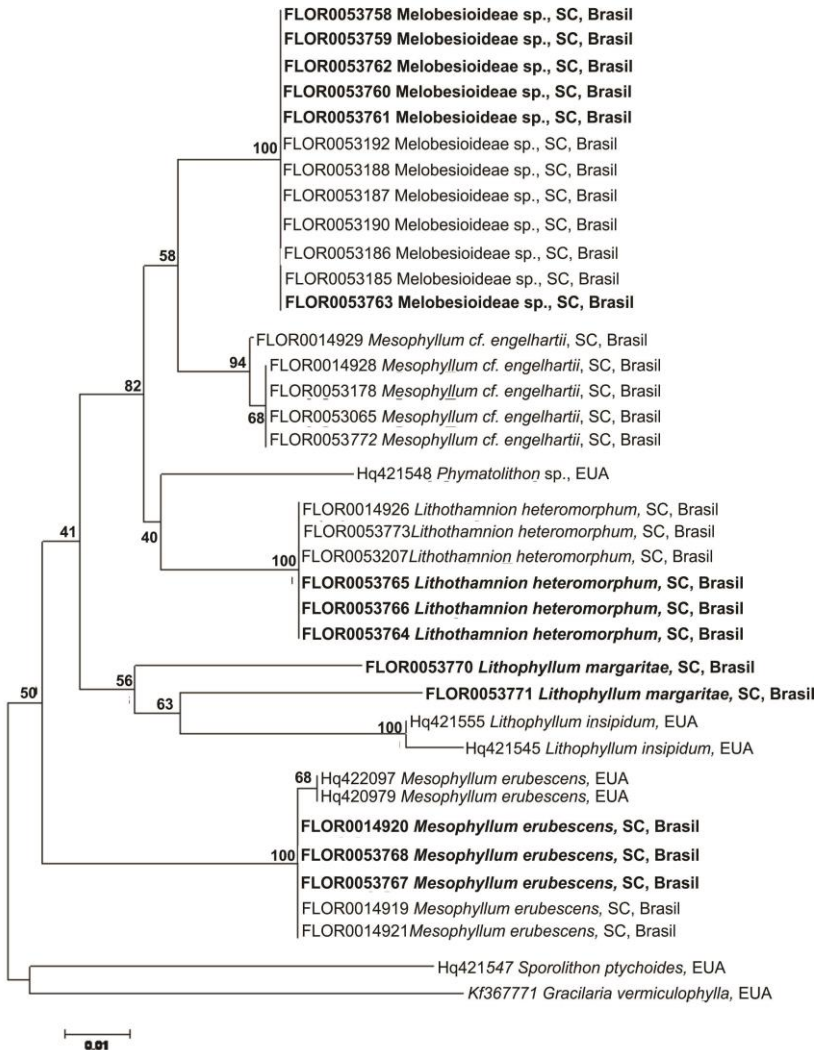 FLOR0053758 Melobesioideae sp., SC, Brasil
FLOR0053759 Melobesioideae sp., SC, Brasil
FLOR0053762 Melobesioideae sp., SC, Brasil
FLOR0053760 Melobesioideae sp., SC, Brasil
FLOR0053761 Melobesioideae sp., SC, Brasil
100
FLOR0053192 Melobesioideae sp., SC, Brasil
FLOR0053188 Melobesioideae sp., SC, Brasil
FLOR0053187 Melobesioideae sp., SC, Brasil
FLOR0053190 Melobesioideae sp., SC, Brasil
58
FLOR0053186 Melobesioideae sp., SC, Brasil
FLOR0053185 Melobesioideae sp., SC, Brasil
FLOR0053763 Melobesioideae sp., SC, Brasil
FLOR0014929 Mesophyllum cf. engelhartii, SC, Brasil
94
FLOR0014928 Mesophyllum cf. engelhartii, SC, Brasil
82
FLOR0053178 Mesophyllum cf. engelhartii, SC, Brasil
68
FLOR0053065 Mesophyllum cf. engelhartii, SC, Brasil
FLOR0053772 Mesophyllum cf. engelhartii, SC, Brasil
Hq421548 Phymatolithon sp., EUA
FLOR0014926 Lithothamnion heteromorphum, SC, Brasil
41
40
FLOR0053773Lithothamnion heteromorphum, SC, Brasil
FLOR0053207Lithothamnion heteromorphum, SC, Brasil
100
FLOR0053765 Lithothamnion heteromorphum, SC, Brasil
FLOR0053766 Lithothamnion heteromorphum, SC, Brasil
FLOR0053764 Lithothamnion heteromorphum, SC, Brasil
FLOR0053770 Lithophyllum margaritae, SC, Brasil
56
50
FLOR0053771 Lithophyllum margaritae, SC, Brasil
63
Hq421555 Lithophyllum insipidum, EUA
100
Hq421545 Lithophyllum insipidum, EUA
68
Hq422097 Mesophyllum erubescens, EUA
Hq420979 Mesophyllum erubescens, EUA
FLOR0014920 Mesophyllum erubescens, SC, Brasil
100
FLOR0053768 Mesophyllum erubescens, SC, Brasil
FLOR0053767 Mesophyllum erubescens, SC, Brasil
FLOR0014919 Mesophyllum erubescens, SC, Brasil
FLOR0014921Mesophyllum erubescens, SC, Brasil
Hq421547 Sporolithon ptychoides, EUA
Kf367771 Gracilaria vermiculophylla, EUA
0.01